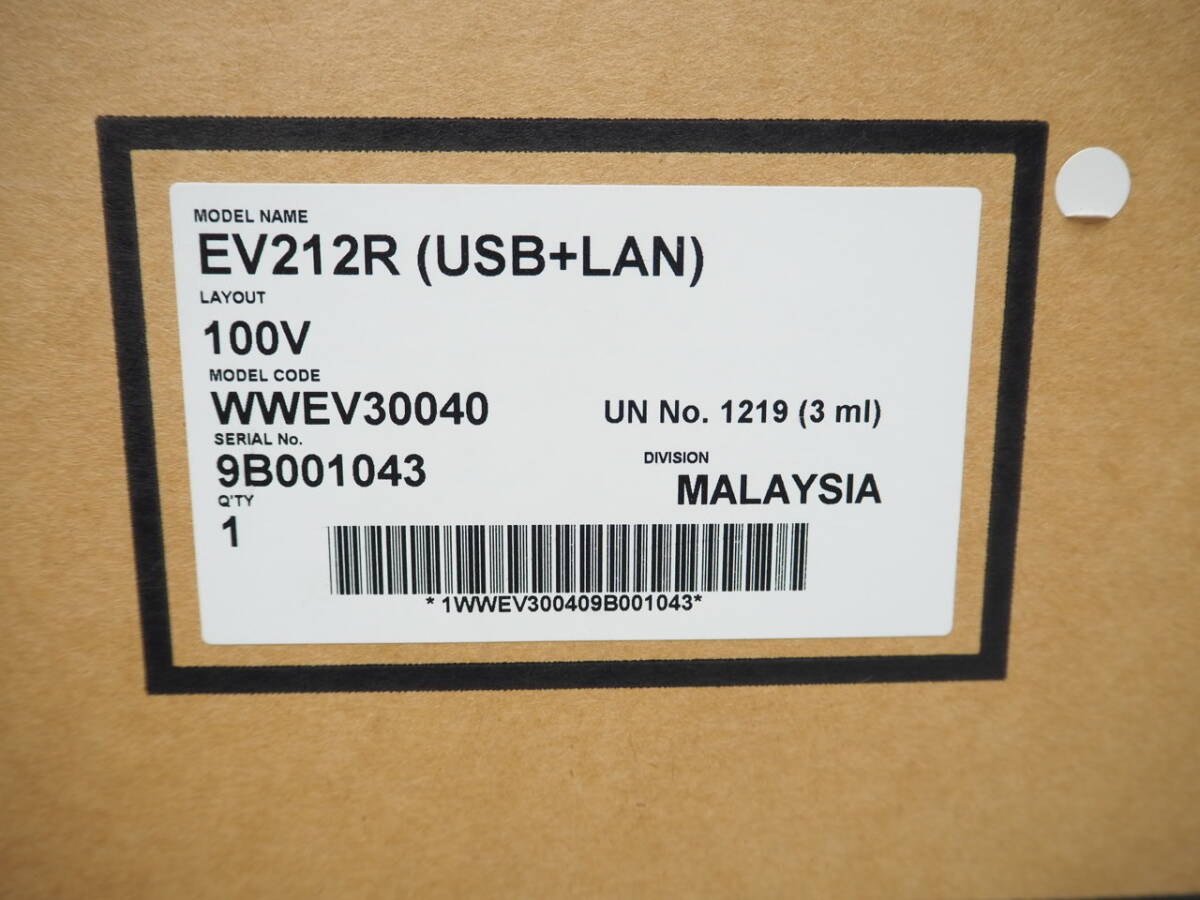 MODEL NAME
EV212R (USB+LAN)
LAYOUT
100V
MODEL CODE
WWEV30040
UN No. 1219 (3 ml)
SERIAL No.
9B001043
DIVISION
MALAYSIA
Q'TY
1
*1WWEV300409B001043*